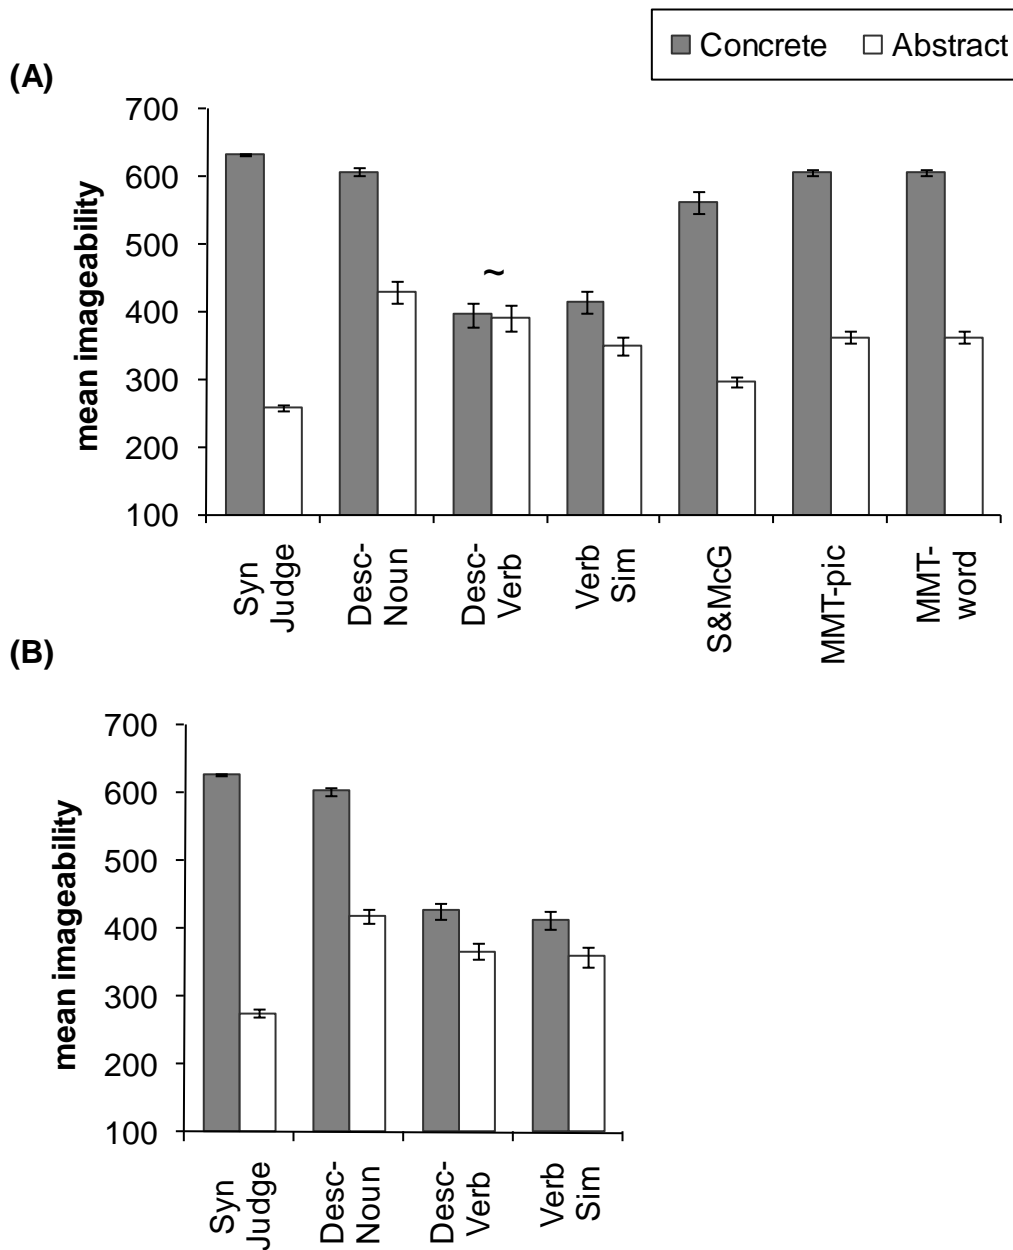 Concrete Abstract
(A)
700
600
500
400
300
200
100
mean imageability
~
Syn
Judge
Desc-
Noun
Desc-
Verb
Verb
Sim
S&McG
MMT-pic
MMT-
word
(B)
700
600
500
400
300
200
100
mean imageability
Syn
Judge
Desc-
Noun
Desc-
Verb
Verb
Sim